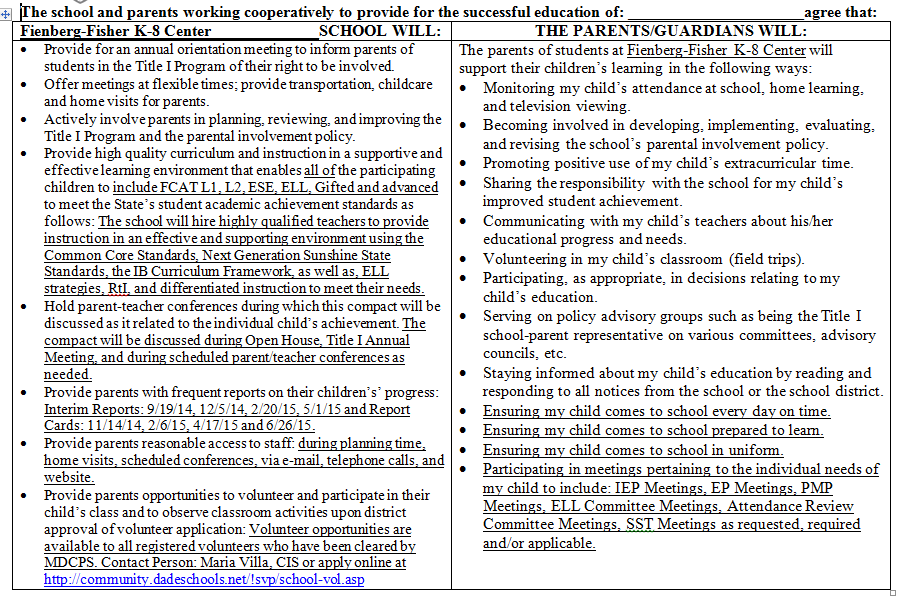 The school and parents working cooperatively to provide for the successful education of: ______________________agree that:
Fienberg-Fisher K-8 Center SCHOOL WILL:
• Provide for an annual orientation meeting to inform parents of
students in the Title I Program of their right to be involved.
• Offer meetings at flexible times; provide transportation, childcare
and home visits for parents.
• Actively involve parents in planning, reviewing, and improving the
Title I Program and the parental involvement policy.
• Provide high quality curriculum and instruction in a supportive and
effective learning environment that enables all of the participating
children to include FCAT L1, L2, ESE, ELL, Gifted and advanced
to meet the State’s student academic achievement standards as
follows: The school will hire highly qualified teachers to provide
instruction in an effective and supporting environment using the
Common Core Standards, Next Generation Sunshine State
Standards, the IB Curriculum Framework, as well as, ELL
strategies, RtI, and differentiated instruction to meet their needs.
• Hold parent-teacher conferences during which this compact will be
discussed as it related to the individual child’s achievement. The
compact will be discussed during Open House, Title I Annual
Meeting, and during scheduled parent/teacher conferences as
needed.
• Provide parents with frequent reports on their children’s’ progress:
Interim Reports: 9/19/14, 12/5/14, 2/20/15, 5/1/15 and Report
Cards: 11/14/14, 2/6/15, 4/17/15 and 6/26/15.
• Provide parents reasonable access to staff: during planning time,
home visits, scheduled conferences, via e-mail, telephone calls, and
website.
• Provide parents opportunities to volunteer and participate in their
child’s class and to observe classroom activities upon district
approval of volunteer application: Volunteer opportunities are
available to all registered volunteers who have been cleared by
MDCPS. Contact Person: Maria Villa, CIS or apply online at
http://community.dadeschools.net/!svp/school-vol.asp
THE PARENTS/GUARDIANS WILL:
The parents of students at Fienberg-Fisher K-8 Center will
support their children’s learning in the following ways:
• Monitoring my child’s attendance at school, home learning,
and television viewing.
• Becoming involved in developing, implementing, evaluating,
and revising the school’s parental involvement policy.
• Promoting positive use of my child’s extracurricular time.
• Sharing the responsibility with the school for my child’s
improved student achievement.
• Communicating with my child’s teachers about his/her
educational progress and needs.
• Volunteering in my child’s classroom (field trips).
• Participating, as appropriate, in decisions relating to my
child’s education.
• Serving on policy advisory groups such as being the Title I
school-parent representative on various committees, advisory
councils, etc.
• Staying informed about my child’s education by reading and
responding to all notices from the school or the school district.
• Ensuring my child comes to school every day on time.
• Ensuring my child comes to school prepared to learn.
• Ensuring my child comes to school in uniform.
• Participating in meetings pertaining to the individual needs of
my child to include: IEP Meetings, EP Meetings, PMP
Meetings, ELL Committee Meetings, Attendance Review
Committee Meetings, SST Meetings as requested, required
and/or applicable.